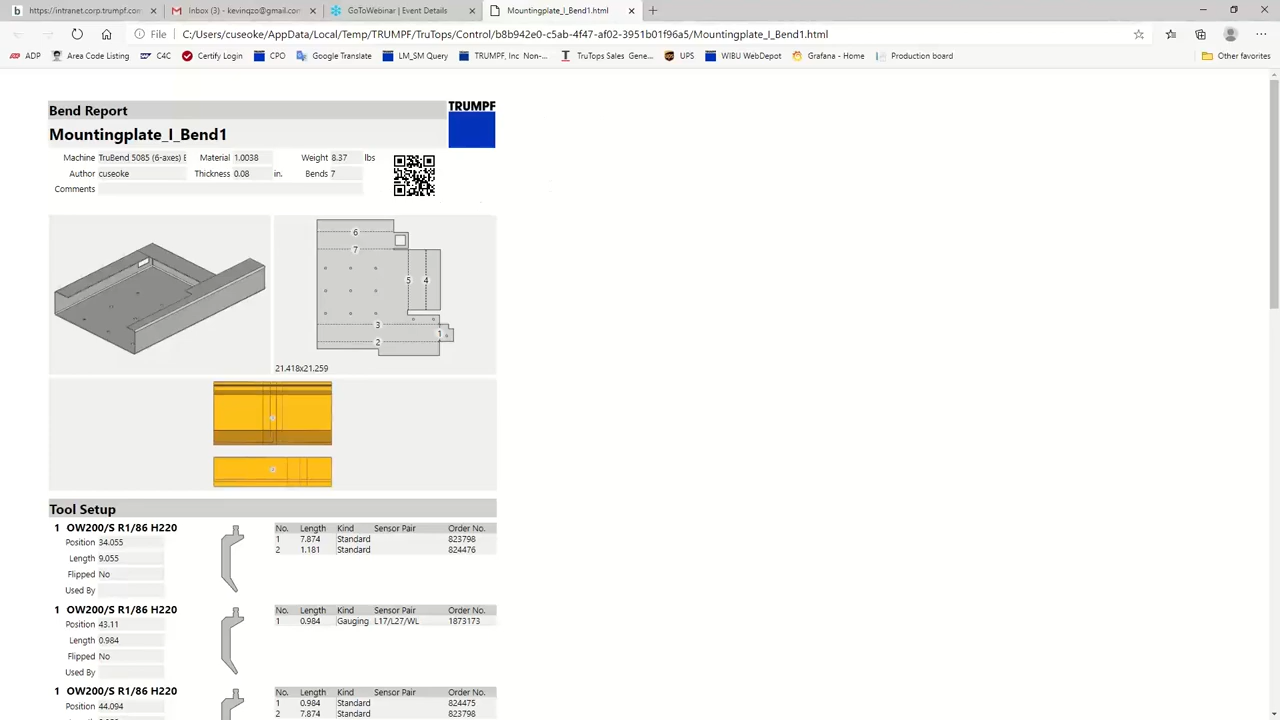 https://intranet.corp.trumpf.com... Inbox (3) - kevinqzo@gmail.com GoToWebinar | Event Details Mountingplate_I_Bend1.html
File C:/Users/cuseoke/AppData/Local/Temp/TRUMPF/TruTops/Control/b8b942e0-c5ab-4f47-af02-3951b01f96a5/Mountingplate_I_Bend1.html
ADP Area Code Listing C4C Certify Login CPO Google Translate LM_SM Query TRUMPF, Inc Non-... TruTops Sales Gene... UPS WIBU WebDepot Grafana - Home Production board Other favorites
Bend Report TRUMPF
Mountingplate_I_Bend1
Machine TruBend 5085 (6-axes) Material 1.0038 Weight 8.37 lbs
Author cuseoke Thickness 0.08 in. Bends 7
Comments
6
7
5 4
3
1
2
21.418x21.259
Tool Setup
1 OW200/S R1/86 H220 No. Length Kind Sensor Pair Order No.
Position 34.055 1 7.874 Standard 823798
2 1.181 Standard 824476
Length 9.055
Flipped No
Used By
1 OW200/S R1/86 H220 No. Length Kind Sensor Pair Order No.
Position 43.11 1 0.984 Gauging L17/L27/WL 1873173
Length 0.984
Flipped No
Used By
1 OW200/S R1/86 H220 No. Length Kind Sensor Pair Order No.
Position 44.094 1 0.984 Standard 824475
2 7.874 Standard 823798